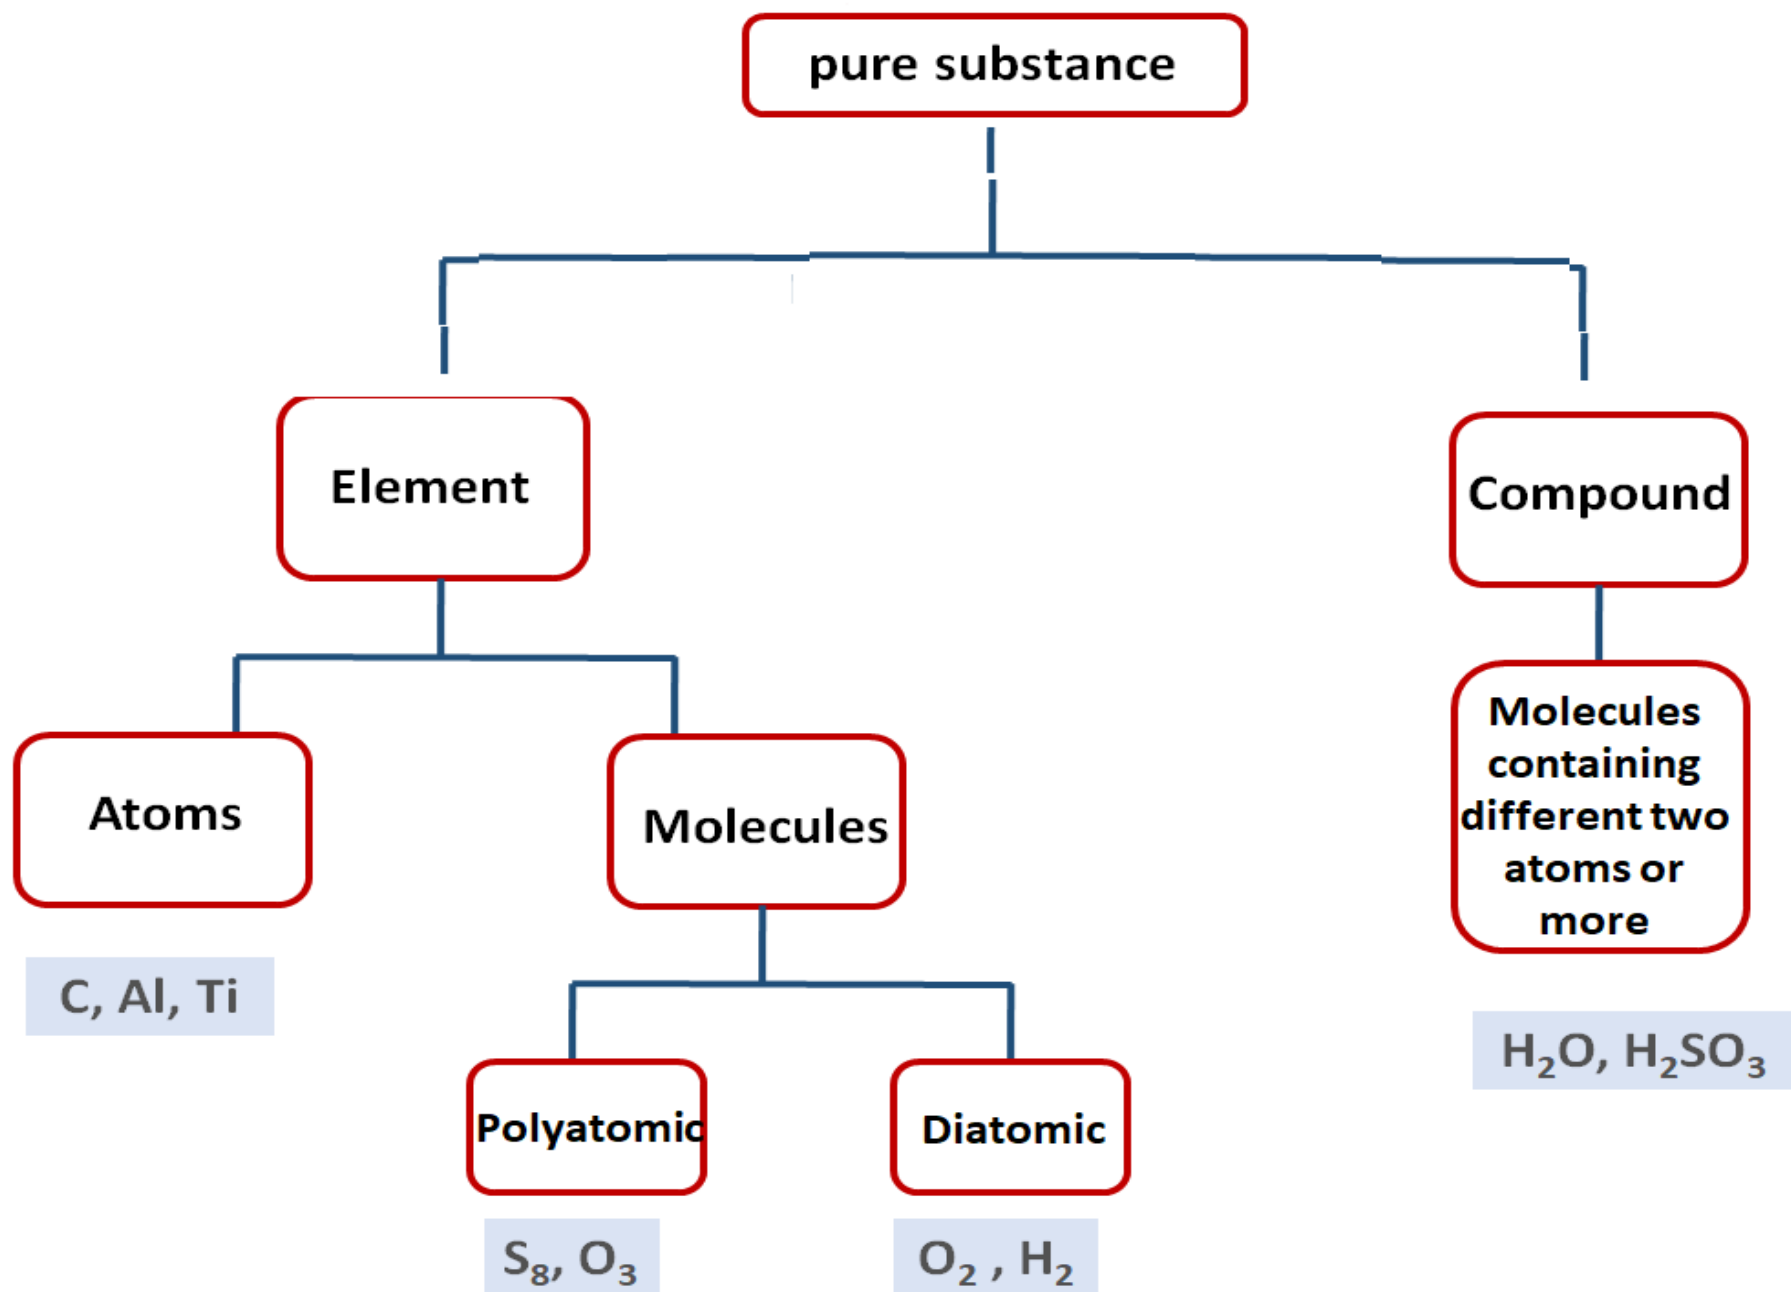 pure substance
Element
Compound
Atoms
Molecules
Molecules
containing
different two
atoms or
more
C, Al, Ti
H₂O, H₂SO₃
Polyatomic
Diatomic
S₈, O₃
O₂ , H₂